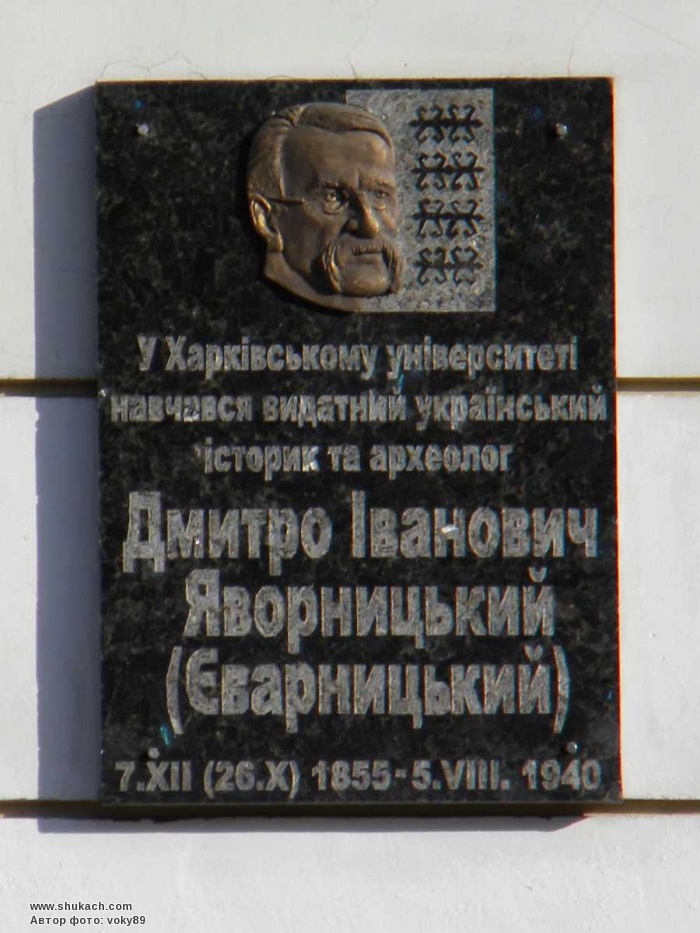 У Харківському університеті
навчався видатний український
історик та археолог
Дмитро Іванович
Яворницький
(Єварницький)
7.XII (26.X) 1855-5.VIII. 1940
www.shukach.com
Автор фото: voky89